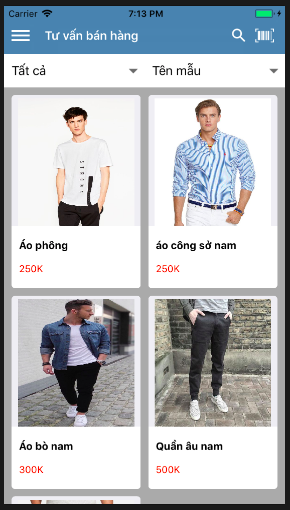 Carrier 7:13 PM
Tư vấn bán hàng
Tất cả Tên mẫu
Áo phông áo công sở nam
250K 250K
Áo bò nam Quần âu nam
300K 500K